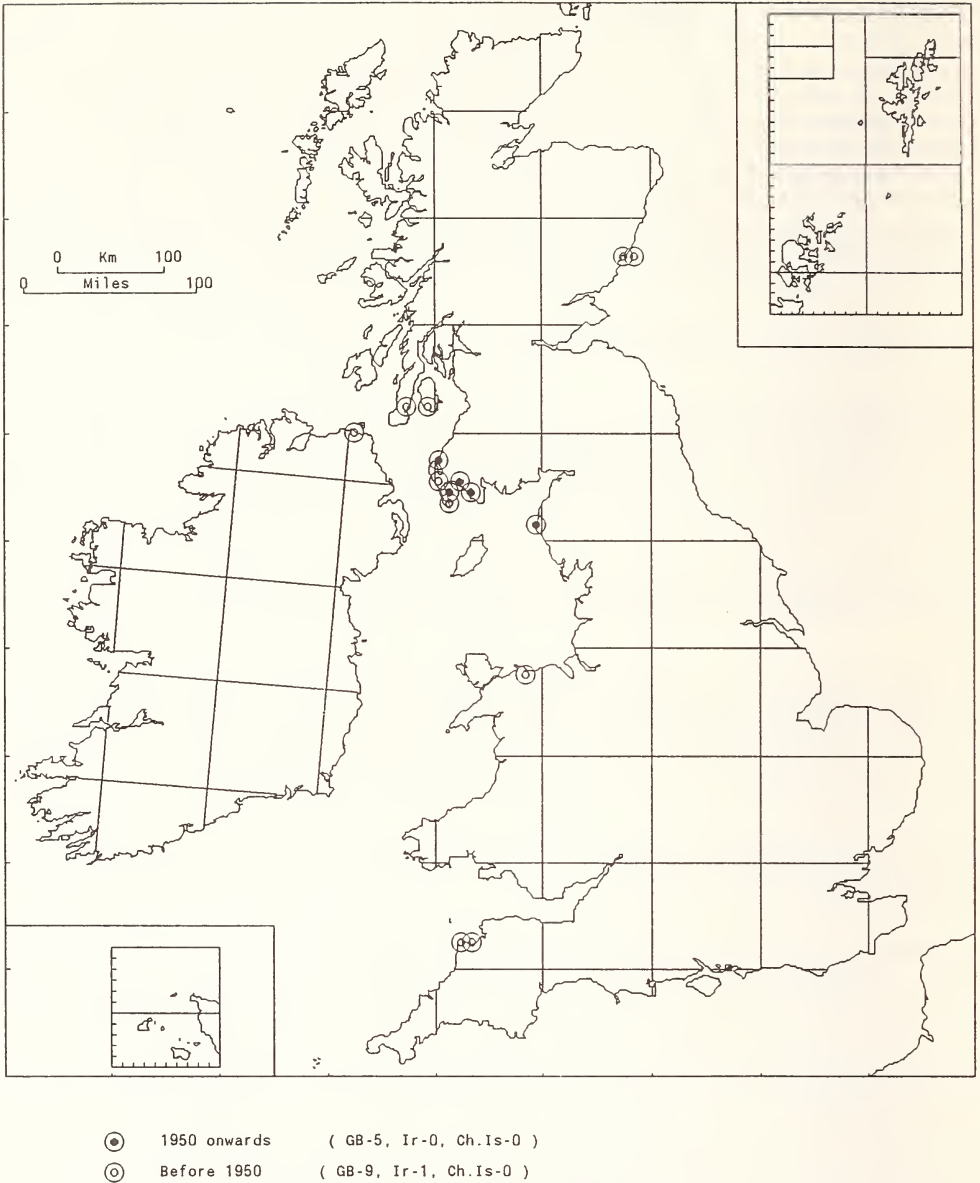 0 Km 100
0 Miles 100
1950 onwards ( GB-5, Ir-0, Ch.Is-0 )
Before 1950 ( GB-9, Ir-1, Ch.Is-0 )